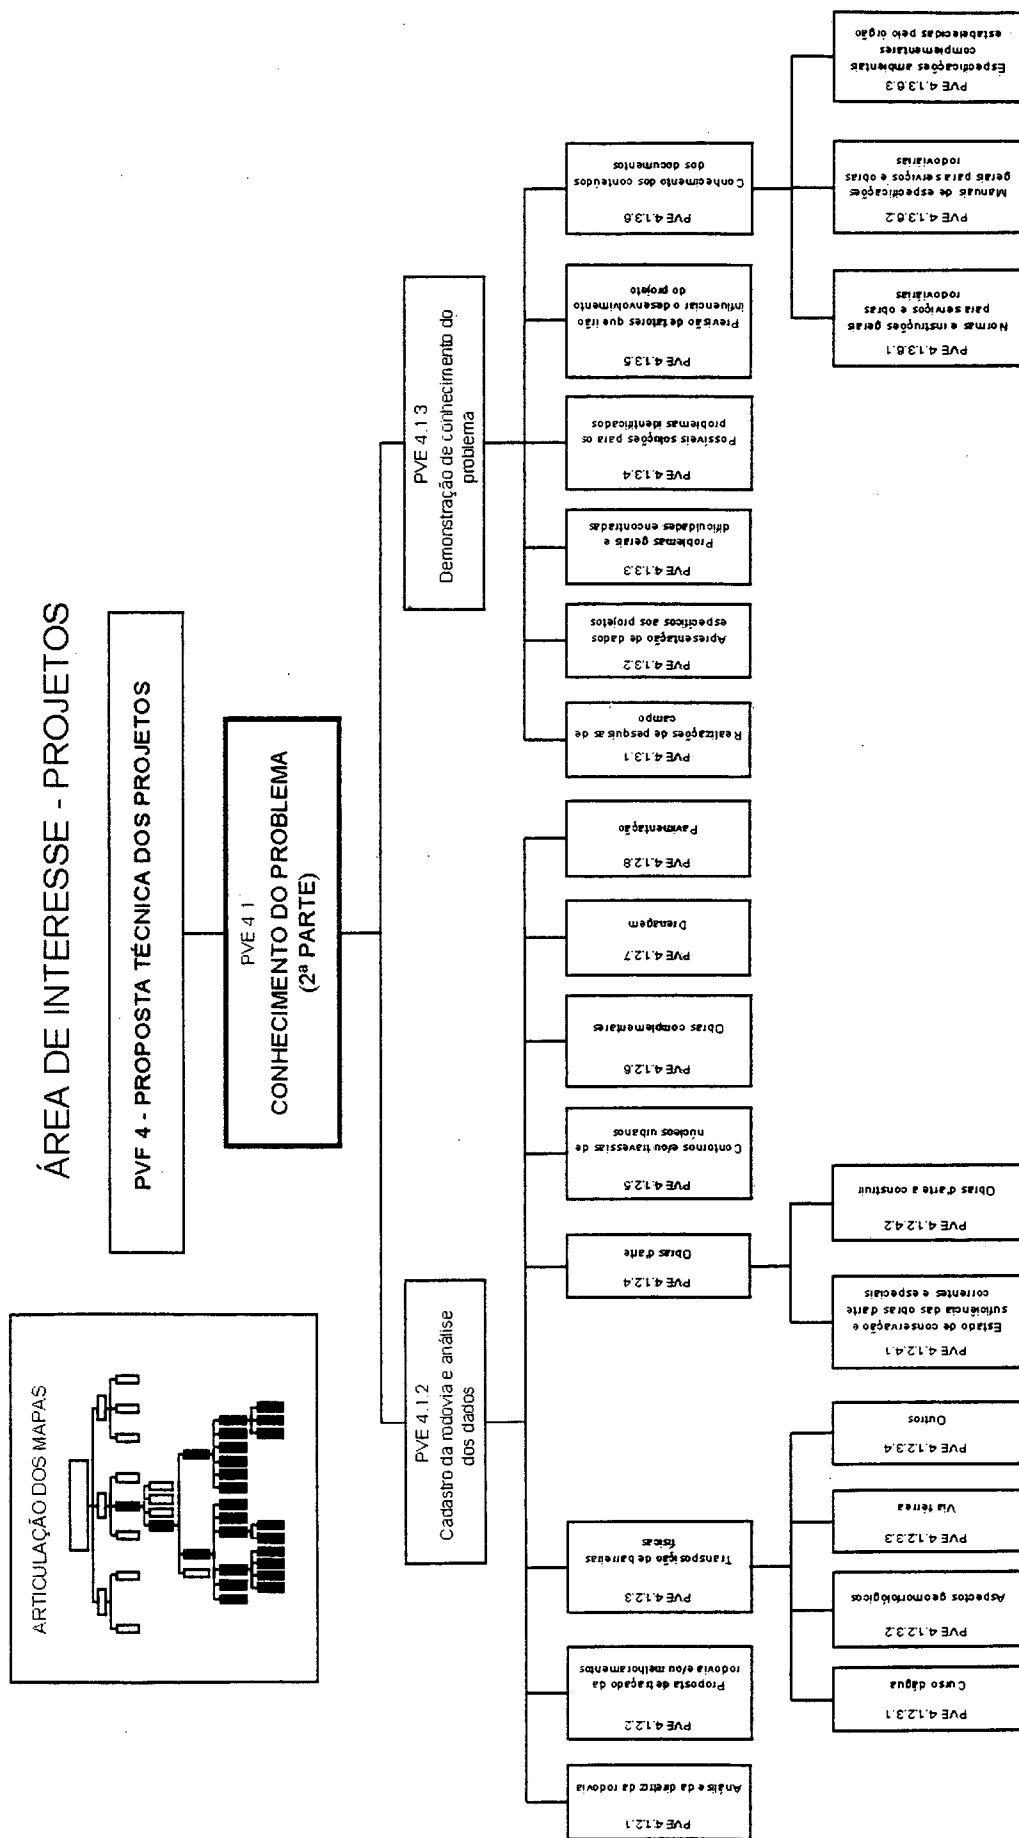 ÁREA DE INTERESSE - PROJETOS
ARTICULAÇÃO DOS MAPAS
PVF 4 - PROPOSTA TÉCNICA DOS PROJETOS
PVE 4.1
CONHECIMENTO DO PROBLEMA
(2ª PARTE)
PVE 4.1.2
Cadastro da rodovia e análise
dos dados
PVE 4.1.3
Demonstração de conhecimento do
problema
PVE 4.1.2.1
Análise da diretriz da rodovia
PVE 4.1.2.2
Proposta de traçado da
rodovia e/ou melhoramentos
PVE 4.1.2.3
Transposição de barreiras
físicas
PVE 4.1.2.4
Obras d'arte
PVE 4.1.2.5
Contornos e/ou travessias de
núcleos urbanos
PVE 4.1.2.6
Obras complementares
PVE 4.1.2.7
Drenagem
PVE 4.1.2.8
Pavimentação
PVE 4.1.3.1
Realizações de pesquisas de
campo
PVE 4.1.3.2
Apresentação de dados
específicos aos projetos
PVE 4.1.3.3
Problemas gerais e
dificuldades encontradas
PVE 4.1.3.4
Possíveis soluções para os
problemas identificados
PVE 4.1.3.5
Previsão de fatores que irão
influenciar o desenvolvimento
do projeto
PVE 4.1.3.6
Conhecimento dos conteúdos
dos documentos
PVE 4.1.2.3.1
Curso dágua
PVE 4.1.2.3.2
Aspectos geomorfológicos
PVE 4.1.2.3.3
Via férrea
PVE 4.1.2.3.4
Outros
PVE 4.1.2.4.1
Estado de conservação e
suficiência das obras d'arte
correntes e especiais
PVE 4.1.2.4.2
Obras d'arte a construir
PVE 4.1.3.6.1
Normas e instruções gerais
para serviços e obras
rodoviárias
PVE 4.1.3.6.2
Manuais de especificações
gerais para serviços e obras
rodoviárias
PVE 4.1.3.6.3
Especificações ambientais
complementares
estabelecidas pelo órgão